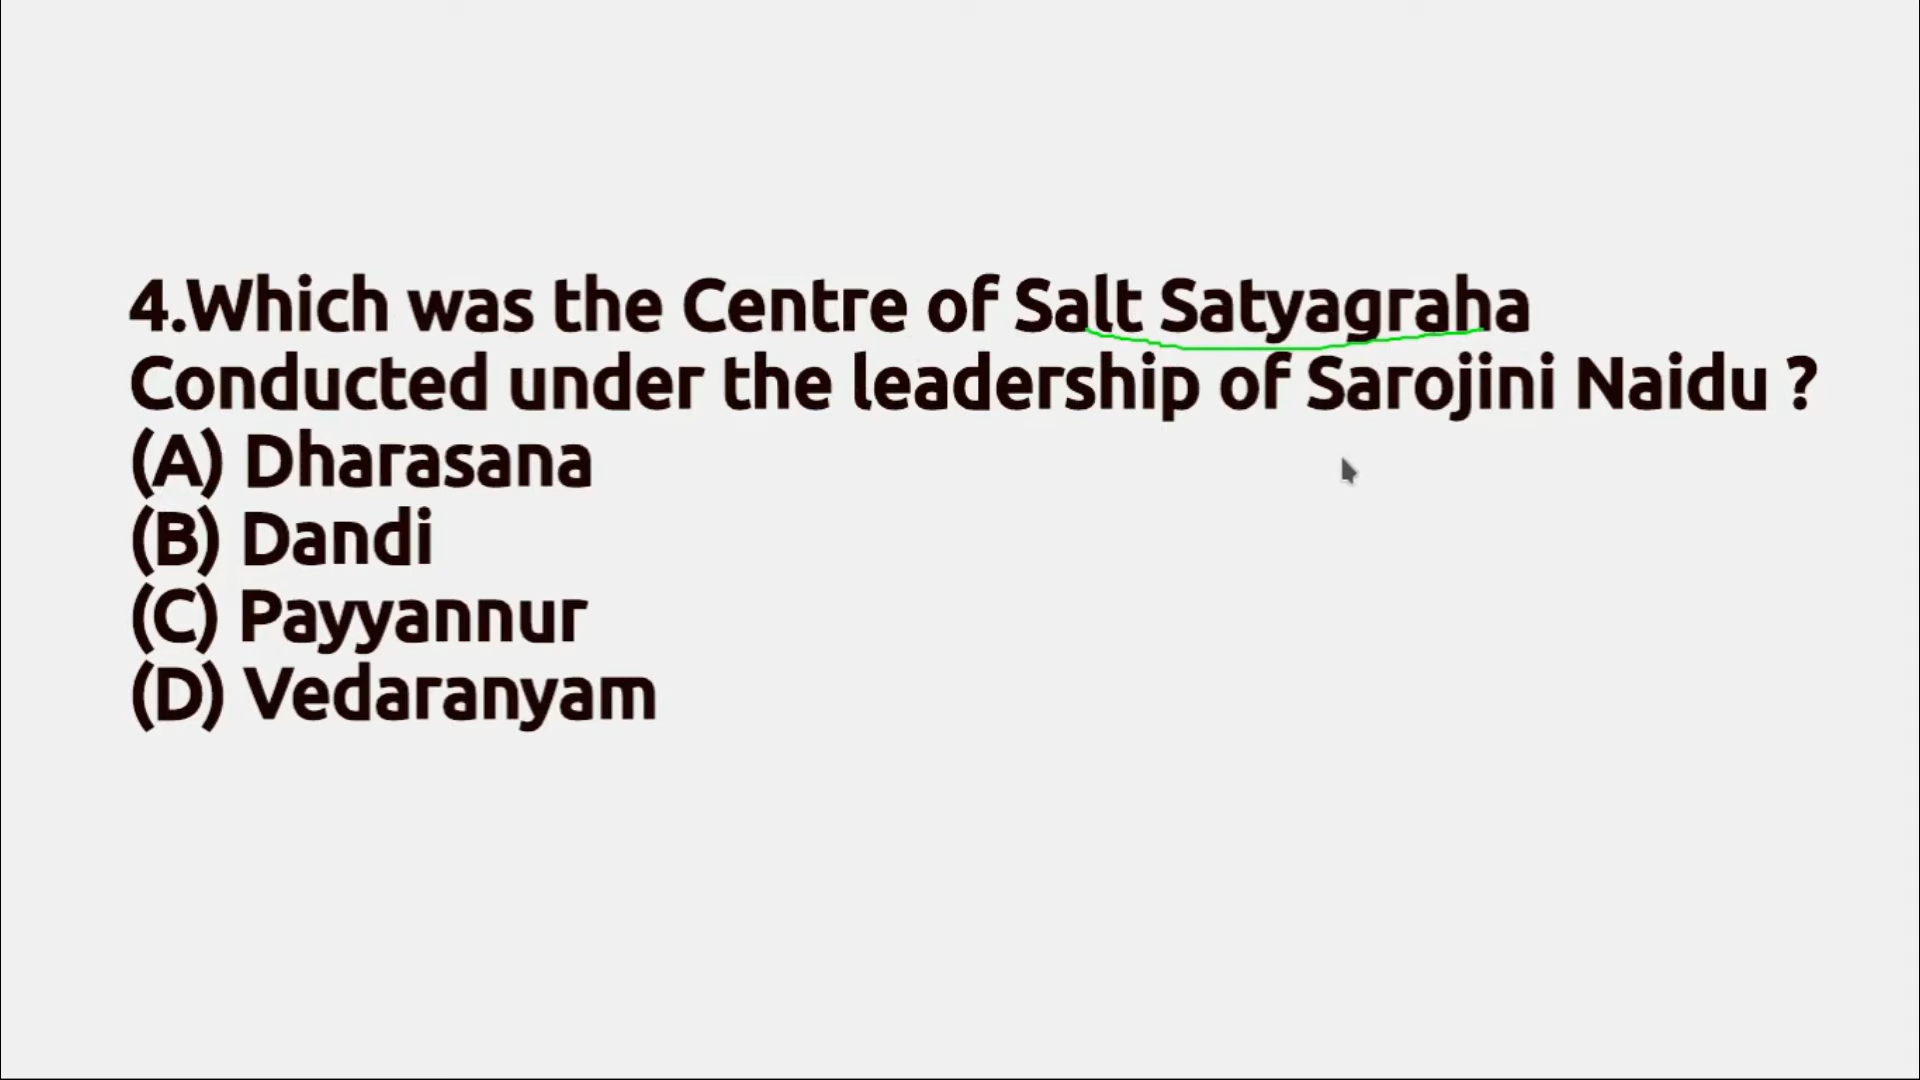 4.Which was the Centre of Salt Satyagraha
Conducted under the leadership of Sarojini Naidu ?
(A) Dharasana
(B) Dandi
(C) Payyannur
(D) Vedaranyam